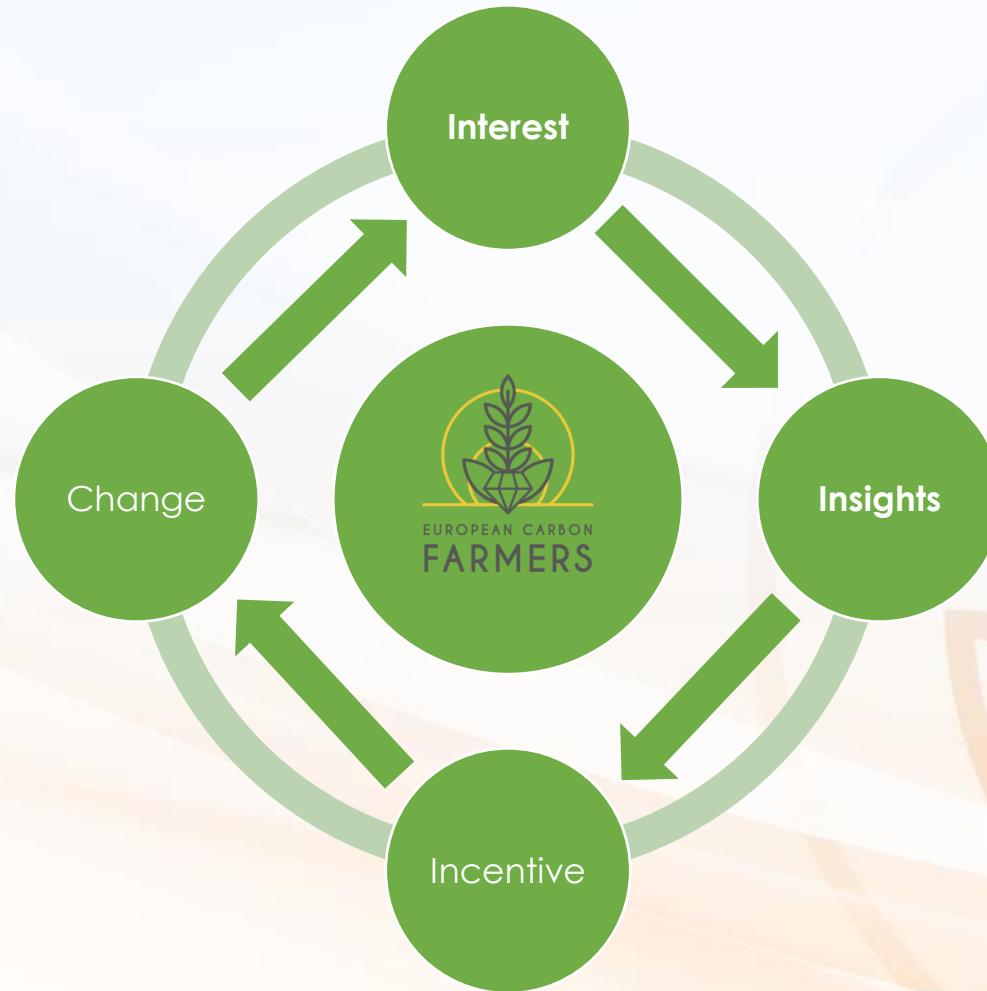 Interest
Change
EUROPEAN CARBON
FARMERS
Insights
Incentive